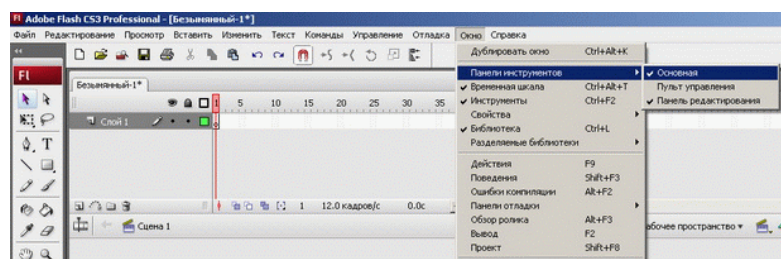 Adobe Flash CS3 Professional - [Безымянный-1*]
Файл Редактирование Просмотр Вставить Изменить Текст Команды Управление Отладка Окно Справка
Дублировать окно Ctrl+Alt+K
Fl
Безымянный-1*
Панели инструментов Основная
1 5 10 15 20 25 30 35
Временная шкала Ctrl+Alt+T Пульт управления
Инструменты Ctrl+F2 Панель редактирования
Слой 1
Свойства
Библиотека Ctrl+L
Разделяемые библиотеки
Действия F9
Поведения Shift+F3
Ошибки компиляции Alt+F2
1 12.0 кадров/с 0.0с Панели отладки
Сцена 1 Обзор ролика Alt+F3 абочее пространство
Вывод F2
Проект Shift+F8